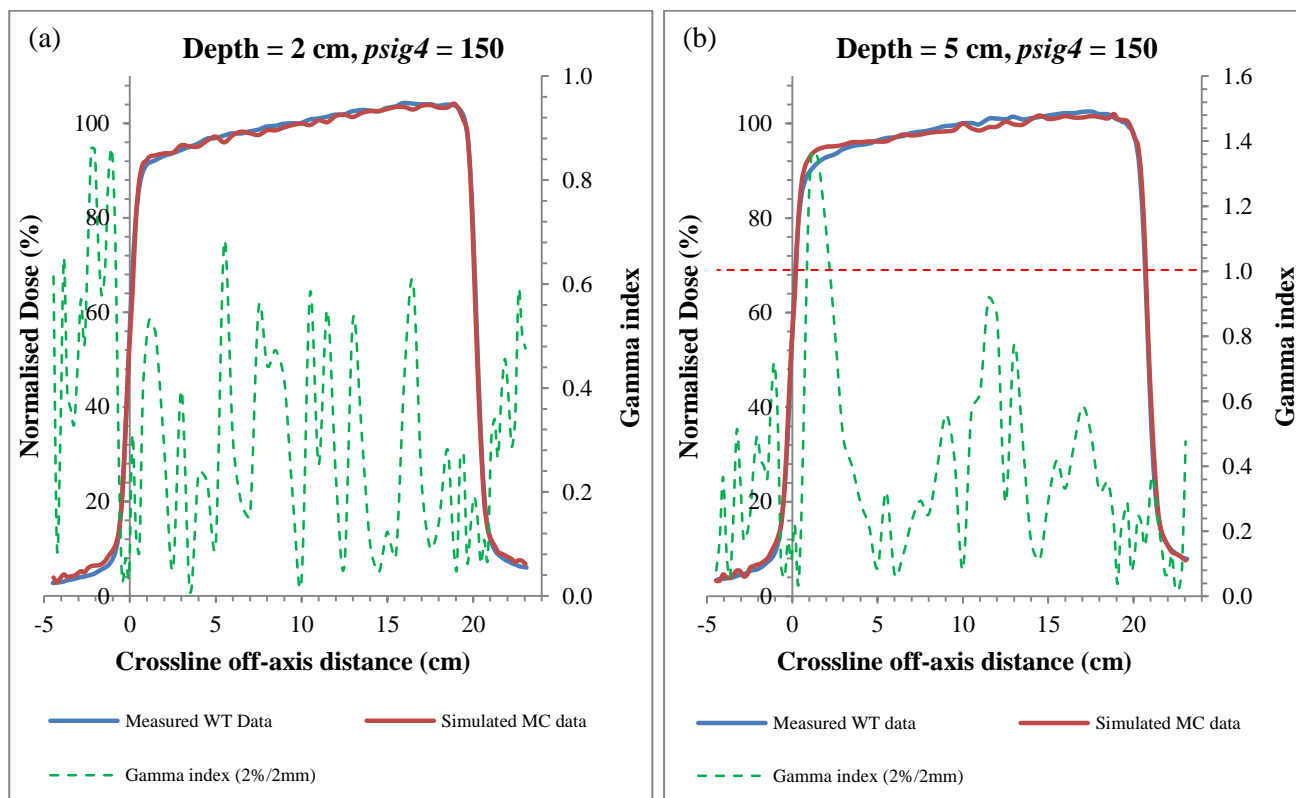 (a)
Depth = 2 cm, psig4 = 150
Normalised Dose (%)
100
80
60
40
20
0
1.0
0.8
0.6
0.4
0.2
0.0
Gamma index
-5 0 5 10 15 20
Crossline off-axis distance (cm)
Measured WT Data
Simulated MC data
Gamma index (2%/2mm)
(b)
Depth = 5 cm, psig4 = 150
Normalised Dose (%)
100
80
60
40
20
0
1.6
1.4
1.2
1.0
0.8
0.6
0.4
0.2
0.0
Gamma index
-5 0 5 10 15 20
Crossline off-axis distance (cm)
Measured WT data
Simulated MC data
Gamma index (2%/2mm)